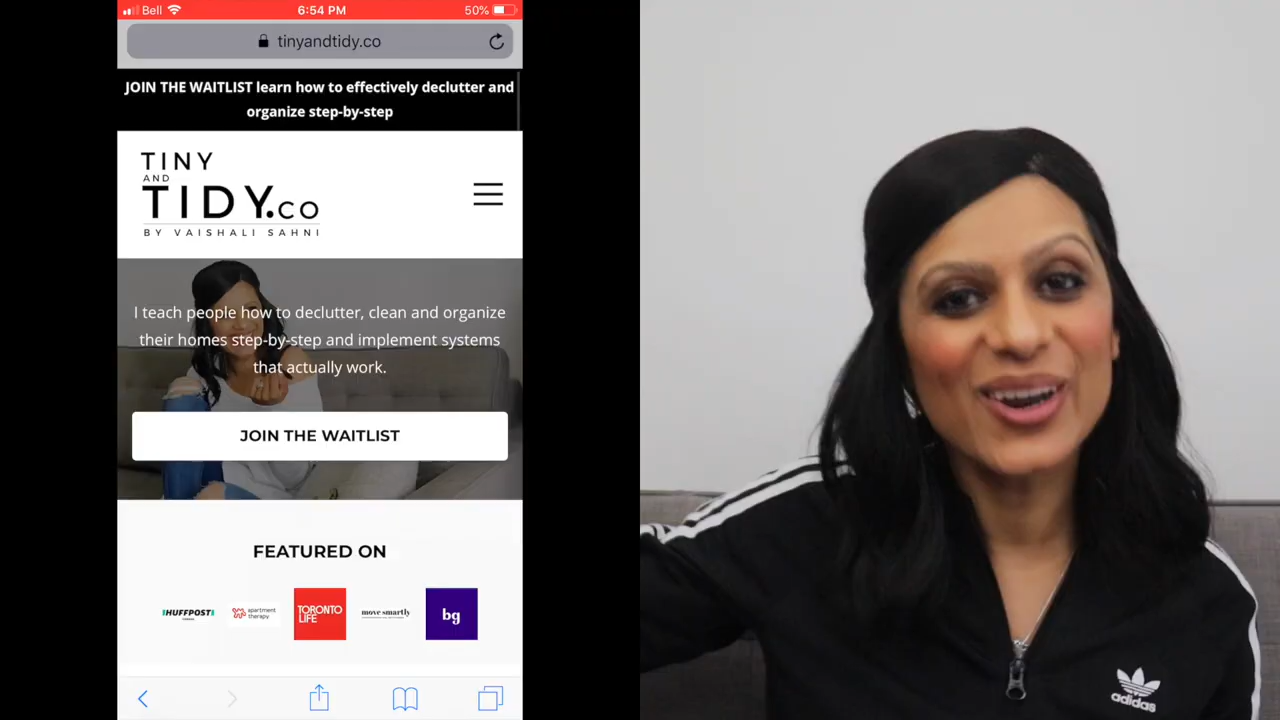 Bell
6:54 PM
50%
tinyandtidy.co
JOIN THE WAITLIST learn how to effectively declutter and
organize step-by-step
TINY
AND
TIDY.CO
BY VAISHALI SAHNI
I teach people how to declutter, clean and organize
their homes step-by-step and implement systems
that actually work.
JOIN THE WAITLIST
FEATURED ON
HUFFPOST
apartment
therapy
TORONTO
LIFE
move smartly
bg
adidas